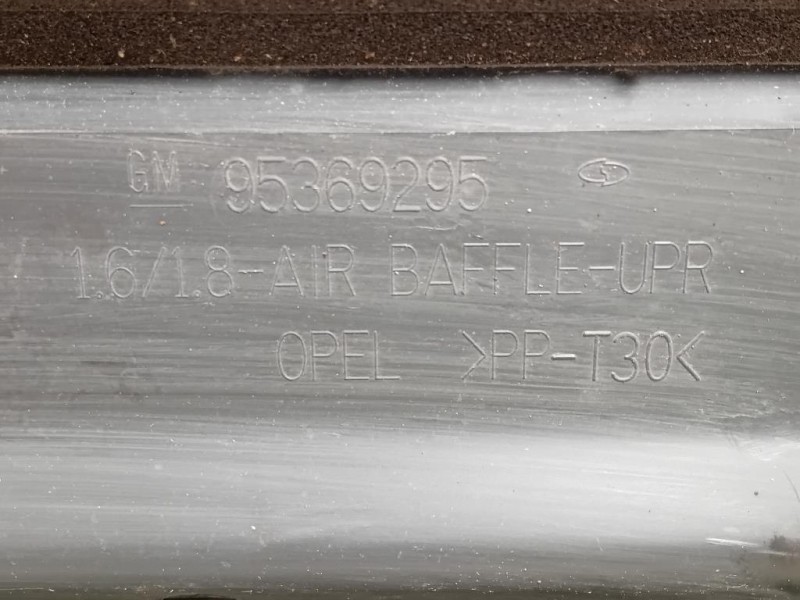 GM 95369295
1.6/1.8-AIR BAFFLE-UPR
OPEL >PP-T30<